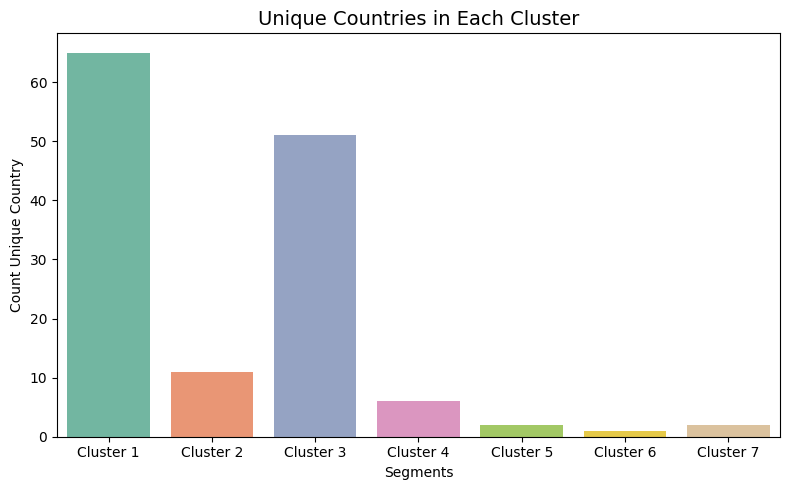 Unique Countries in Each Cluster
Count Unique Country
60
50
40
30
20
10
0
Cluster 1 Cluster 2 Cluster 3 Cluster 4 Cluster 5 Cluster 6 Cluster 7
Segments